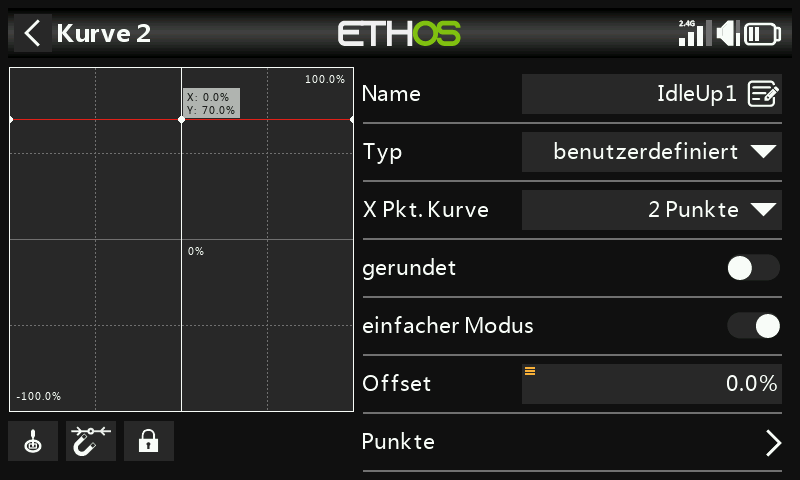 Kurve 2
ETHOS
2.4G
100.0%
X: 0.0%
Y: 70.0%
0%
-100.0%
Name
IdleUp1
Typ
benutzerdefiniert
X Pkt. Kurve
2 Punkte
gerundet
einfacher Modus
Offset
0.0%
Punkte